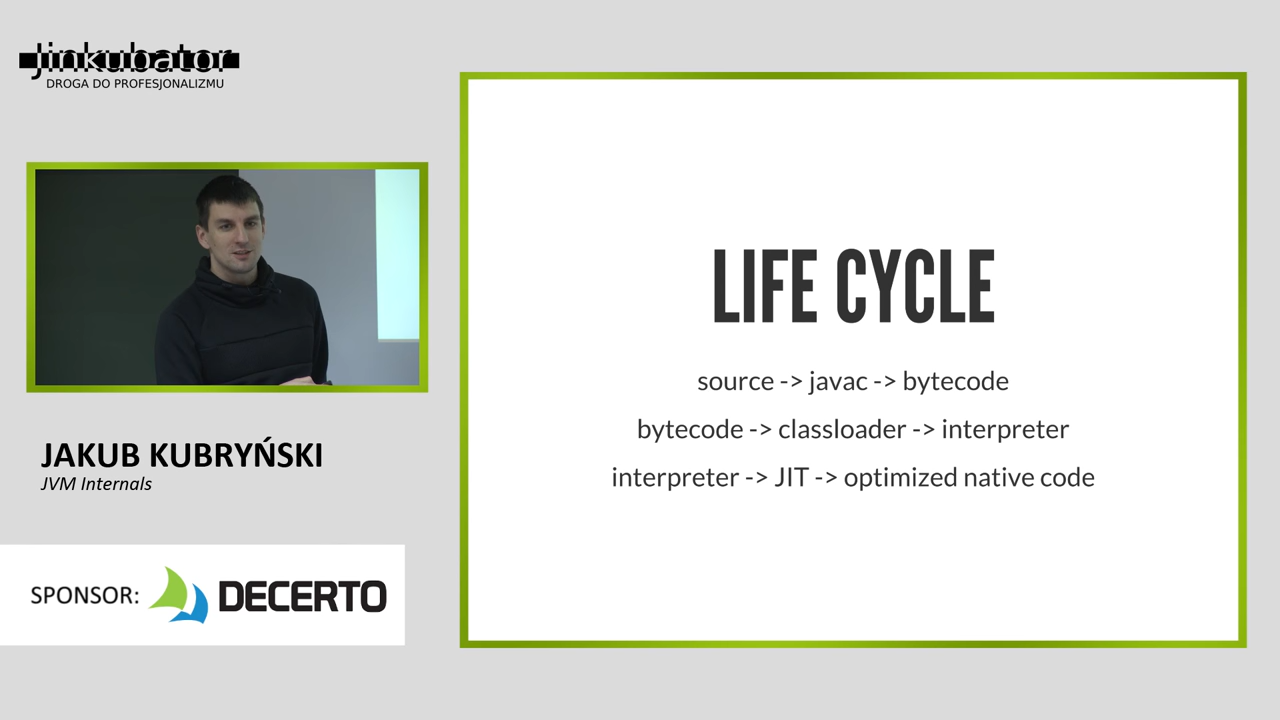 Jinkubator
DROGA DO PROFESJONALIZMU
JAKUB KUBRYŃSKI
JVM Internals
SPONSOR: DECERTO
LIFE CYCLE
source -> javac -> bytecode
bytecode -> classloader -> interpreter
interpreter -> JIT -> optimized native code